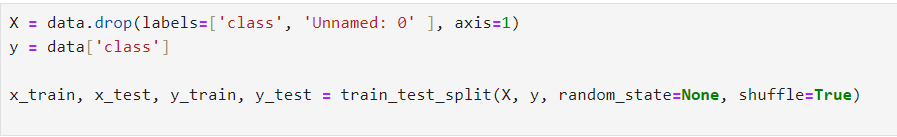 X = data.drop(labels=['class', 'Unnamed: 0' ], axis=1)
y = data['class']
x_train, x_test, y_train, y_test = train_test_split(X, y, random_state=None, shuffle=True)